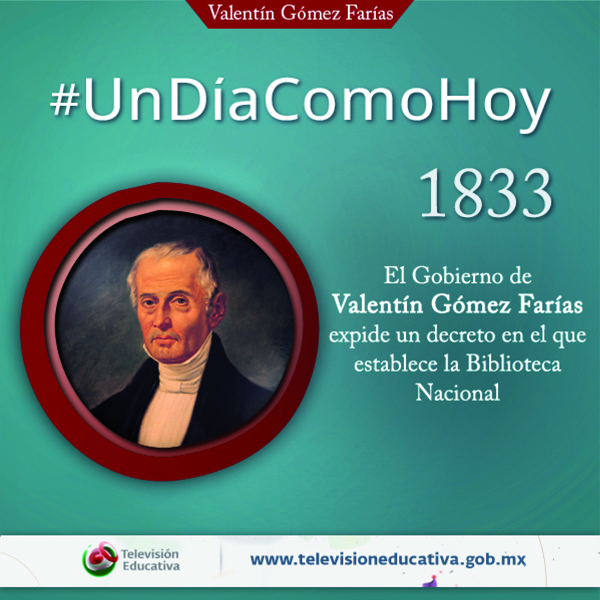 Valentín Gómez Farías
#UnDíaComoHoy
1833
El Gobierno de
Valentín Gómez Farías
expide un decreto en el que
establece la Biblioteca
Nacional
Televisión
Educativa
www.televisioneducativa.gob.mx